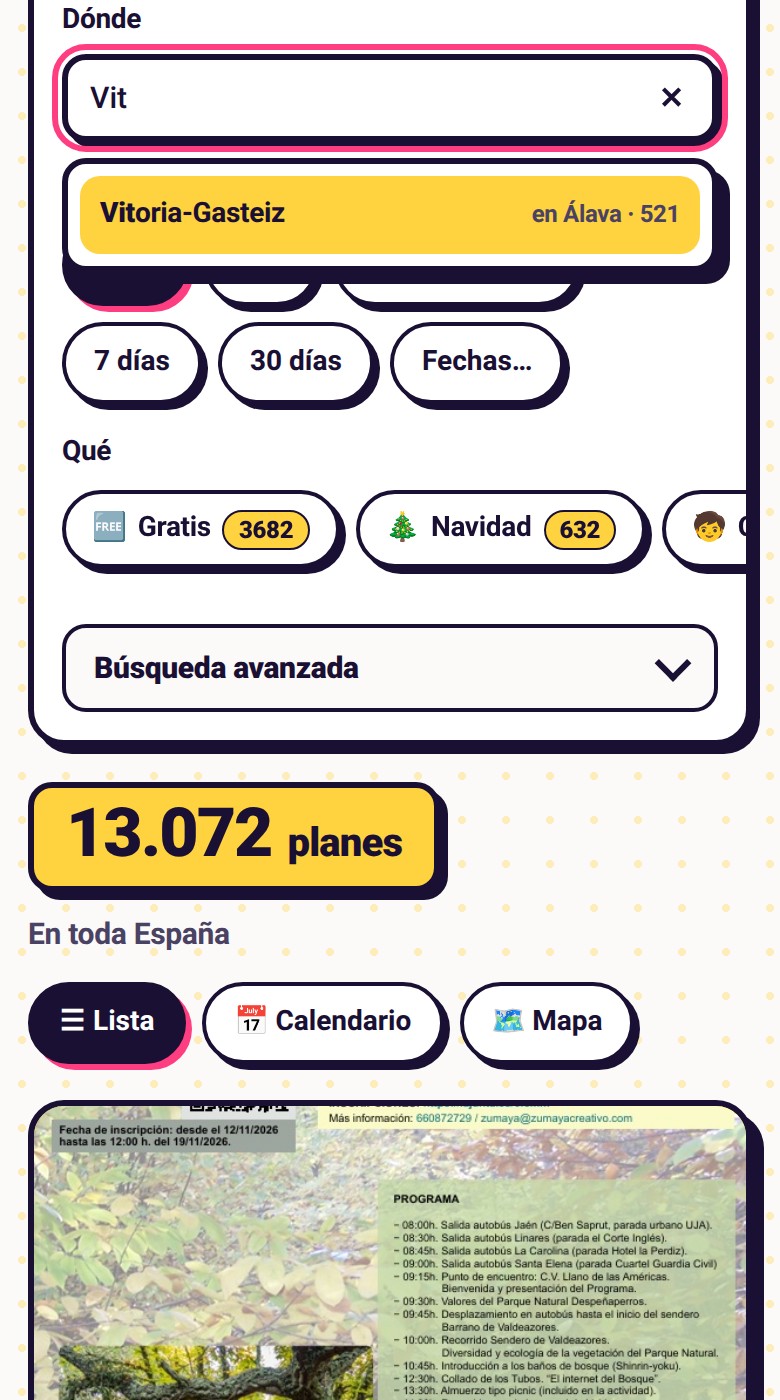 Dónde
Vit ✕
Vitoria-Gasteiz en Álava · 521
7 días 30 días Fechas...
Qué
FREE Gratis 3682 🎄 Navidad 632
Búsqueda avanzada
13.072 planes
En toda España
☰ Lista 📅 Calendario 🗺️ Mapa
Más información: 660872729 / zumaya@zumayacreativo.com
Fecha de inscripción: desde el 12/11/2026
hasta las 12:00 h. del 19/11/2026.
PROGRAMA
– 08:00h. Salida autobús Jaén (C/Ben Saprut, parada urbano UJA).
– 08:30h. Salida autobús Linares (parada el Corte Inglés).
– 08:45h. Salida autobús La Carolina (parada Hotel la Perdiz).
– 09:00h. Salida autobús Santa Elena (parada Cuartel Guardia Civil)
– 09:15h. Punto de encuentro: C.V. Llano de las Américas.
Bienvenida y presentación del Programa.
– 09:30h. Valores del Parque Natural Despeñaperros.
– 09:45h. Desplazamiento en autobús hasta el inicio del sendero
Barrano de Valdeazores.
– 10:00h. Recorrido Sendero de Valdeazores.
Diversidad y ecología de la vegetación del Parque Natural.
– 10:45h. Introducción a los baños de bosque (Shinrin-yoku).
– 12:30h. Collado de los Tubos. "El internet del Bosque".
– 13:30h. Almuerzo tipo picnic (incluido en la actividad).